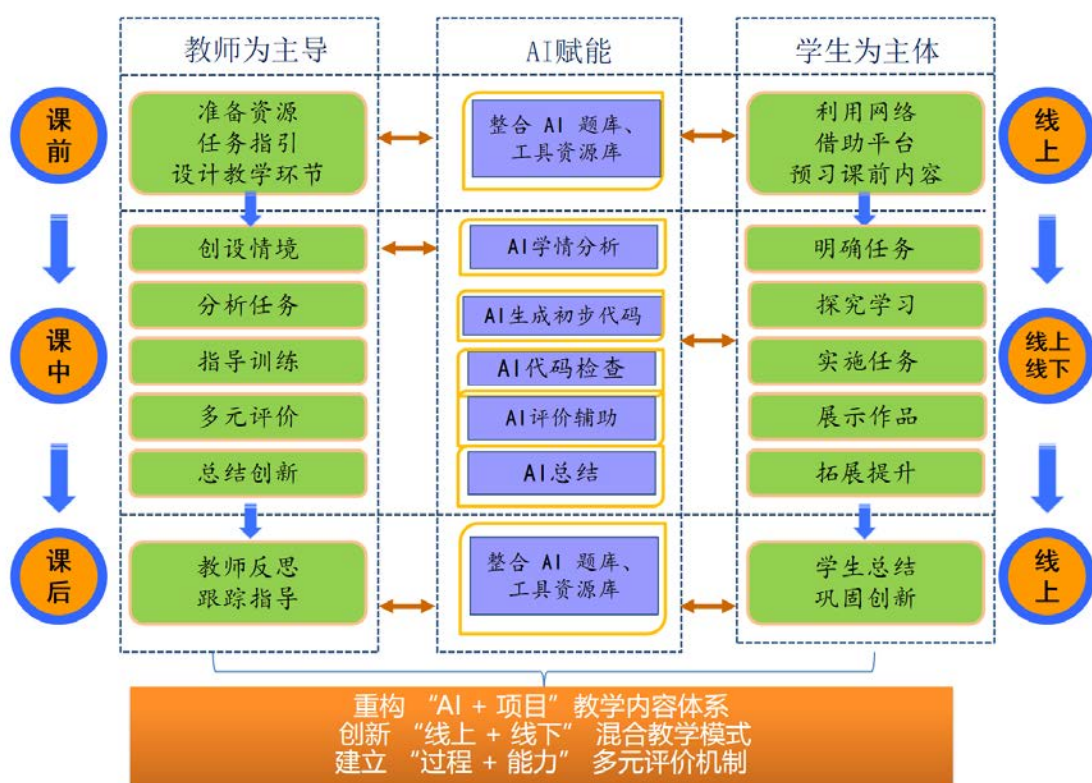 教师为主导
AI赋能
学生为主体
课前
准备资源
任务指引
设计教学环节
整合 AI 题库、
工具资源库
利用网络
借助平台
预习课前内容
线上
创设情境
AI学情分析
明确任务
分析任务
AI生成初步代码
探究学习
课中
指导训练
AI代码检查
实施任务
线上
线下
多元评价
AI评价辅助
展示作品
总结创新
AI总结
拓展提升
课后
教师反思
跟踪指导
整合 AI 题库、
工具资源库
学生总结
巩固创新
线上
重构 “AI + 项目” 教学内容体系
创新 “线上 + 线下” 混合教学模式
建立 “过程 + 能力” 多元评价机制